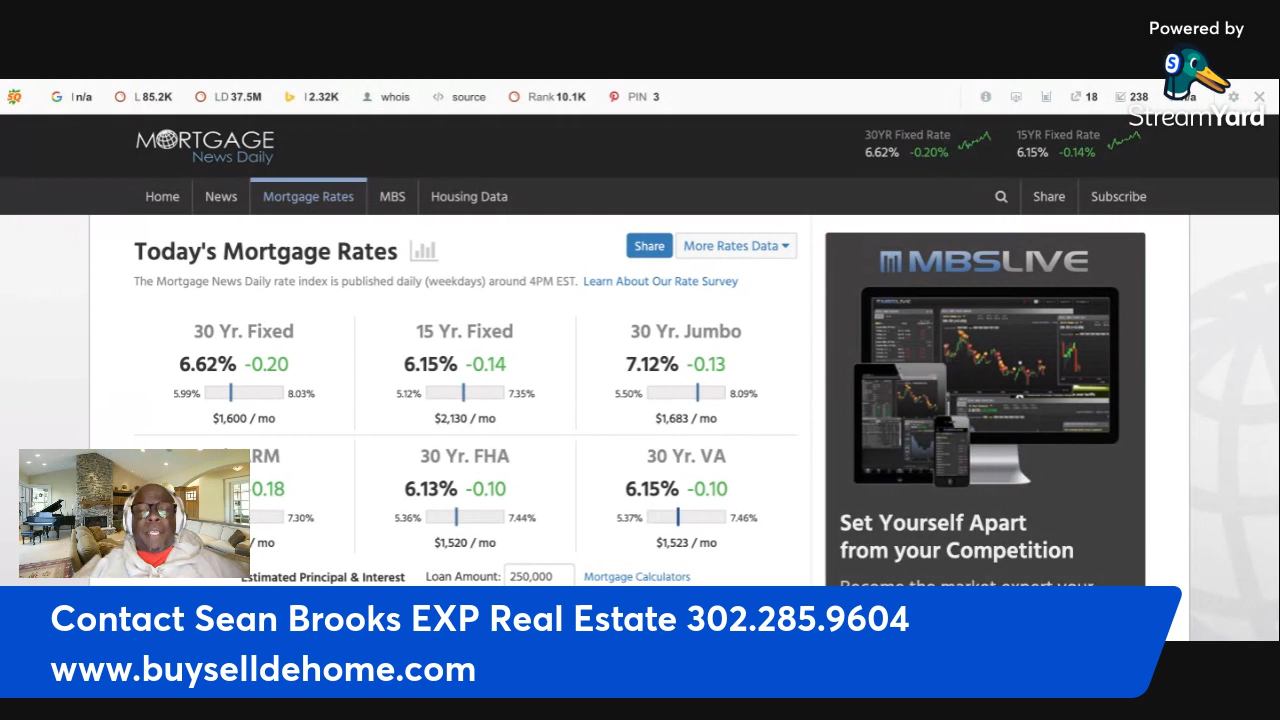 Powered by
StreamYard
n/a
L 85.2K
LD 37.5M
I 2.32K
whois
source
Rank 10.1K
PIN 3
18
238
n/a
MORTGAGE
News Daily
30YR Fixed Rate
6.62% -0.20%
15YR Fixed Rate
6.15% -0.14%
Home
News
Mortgage Rates
MBS
Housing Data
Share
Subscribe
Today's Mortgage Rates
Share
More Rates Data
The Mortgage News Daily rate index is published daily (weekdays) around 4PM EST. Learn About Our Rate Survey
30 Yr. Fixed
6.62% -0.20
5.99% 8.03%
$1,600 / mo
15 Yr. Fixed
6.15% -0.14
5.12% 7.35%
$2,130 / mo
30 Yr. Jumbo
7.12% -0.13
5.50% 8.09%
$1,683 / mo
RM
0.18
7.30%
/ mo
30 Yr. FHA
6.13% -0.10
5.36% 7.44%
$1,520 / mo
30 Yr. VA
6.15% -0.10
5.37% 7.46%
$1,523 / mo
Estimated Principal & Interest
Loan Amount: 250,000
Mortgage Calculators
MBSLIVE
Set Yourself Apart
from your Competition
Become the market expert your
Contact Sean Brooks EXP Real Estate 302.285.9604
www.buyselldehome.com